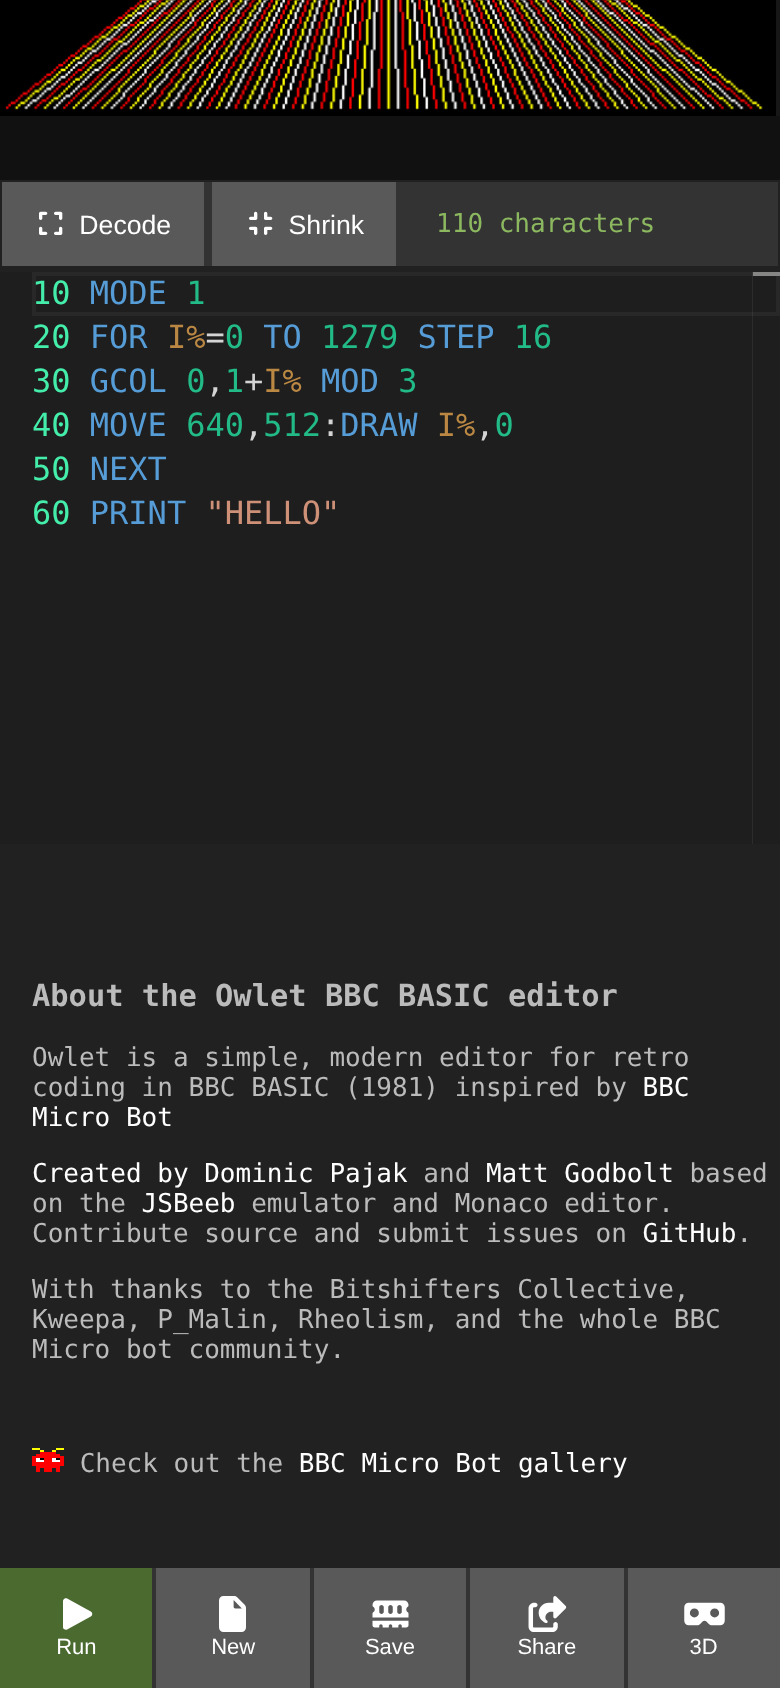 Decode Shrink 110 characters
10 MODE 1
20 FOR I%=0 TO 1279 STEP 16
30 GCOL 0,1+I% MOD 3
40 MOVE 640,512:DRAW I%,0
50 NEXT
60 PRINT "HELLO"
About the Owlet BBC BASIC editor
Owlet is a simple, modern editor for retro
coding in BBC BASIC (1981) inspired by BBC
Micro Bot
Created by Dominic Pajak and Matt Godbolt based
on the JSBeeb emulator and Monaco editor.
Contribute source and submit issues on GitHub.
With thanks to the Bitshifters Collective,
Kweepa, P_Malin, Rheolism, and the whole BBC
Micro bot community.
Check out the BBC Micro Bot gallery
Run New Save Share 3D